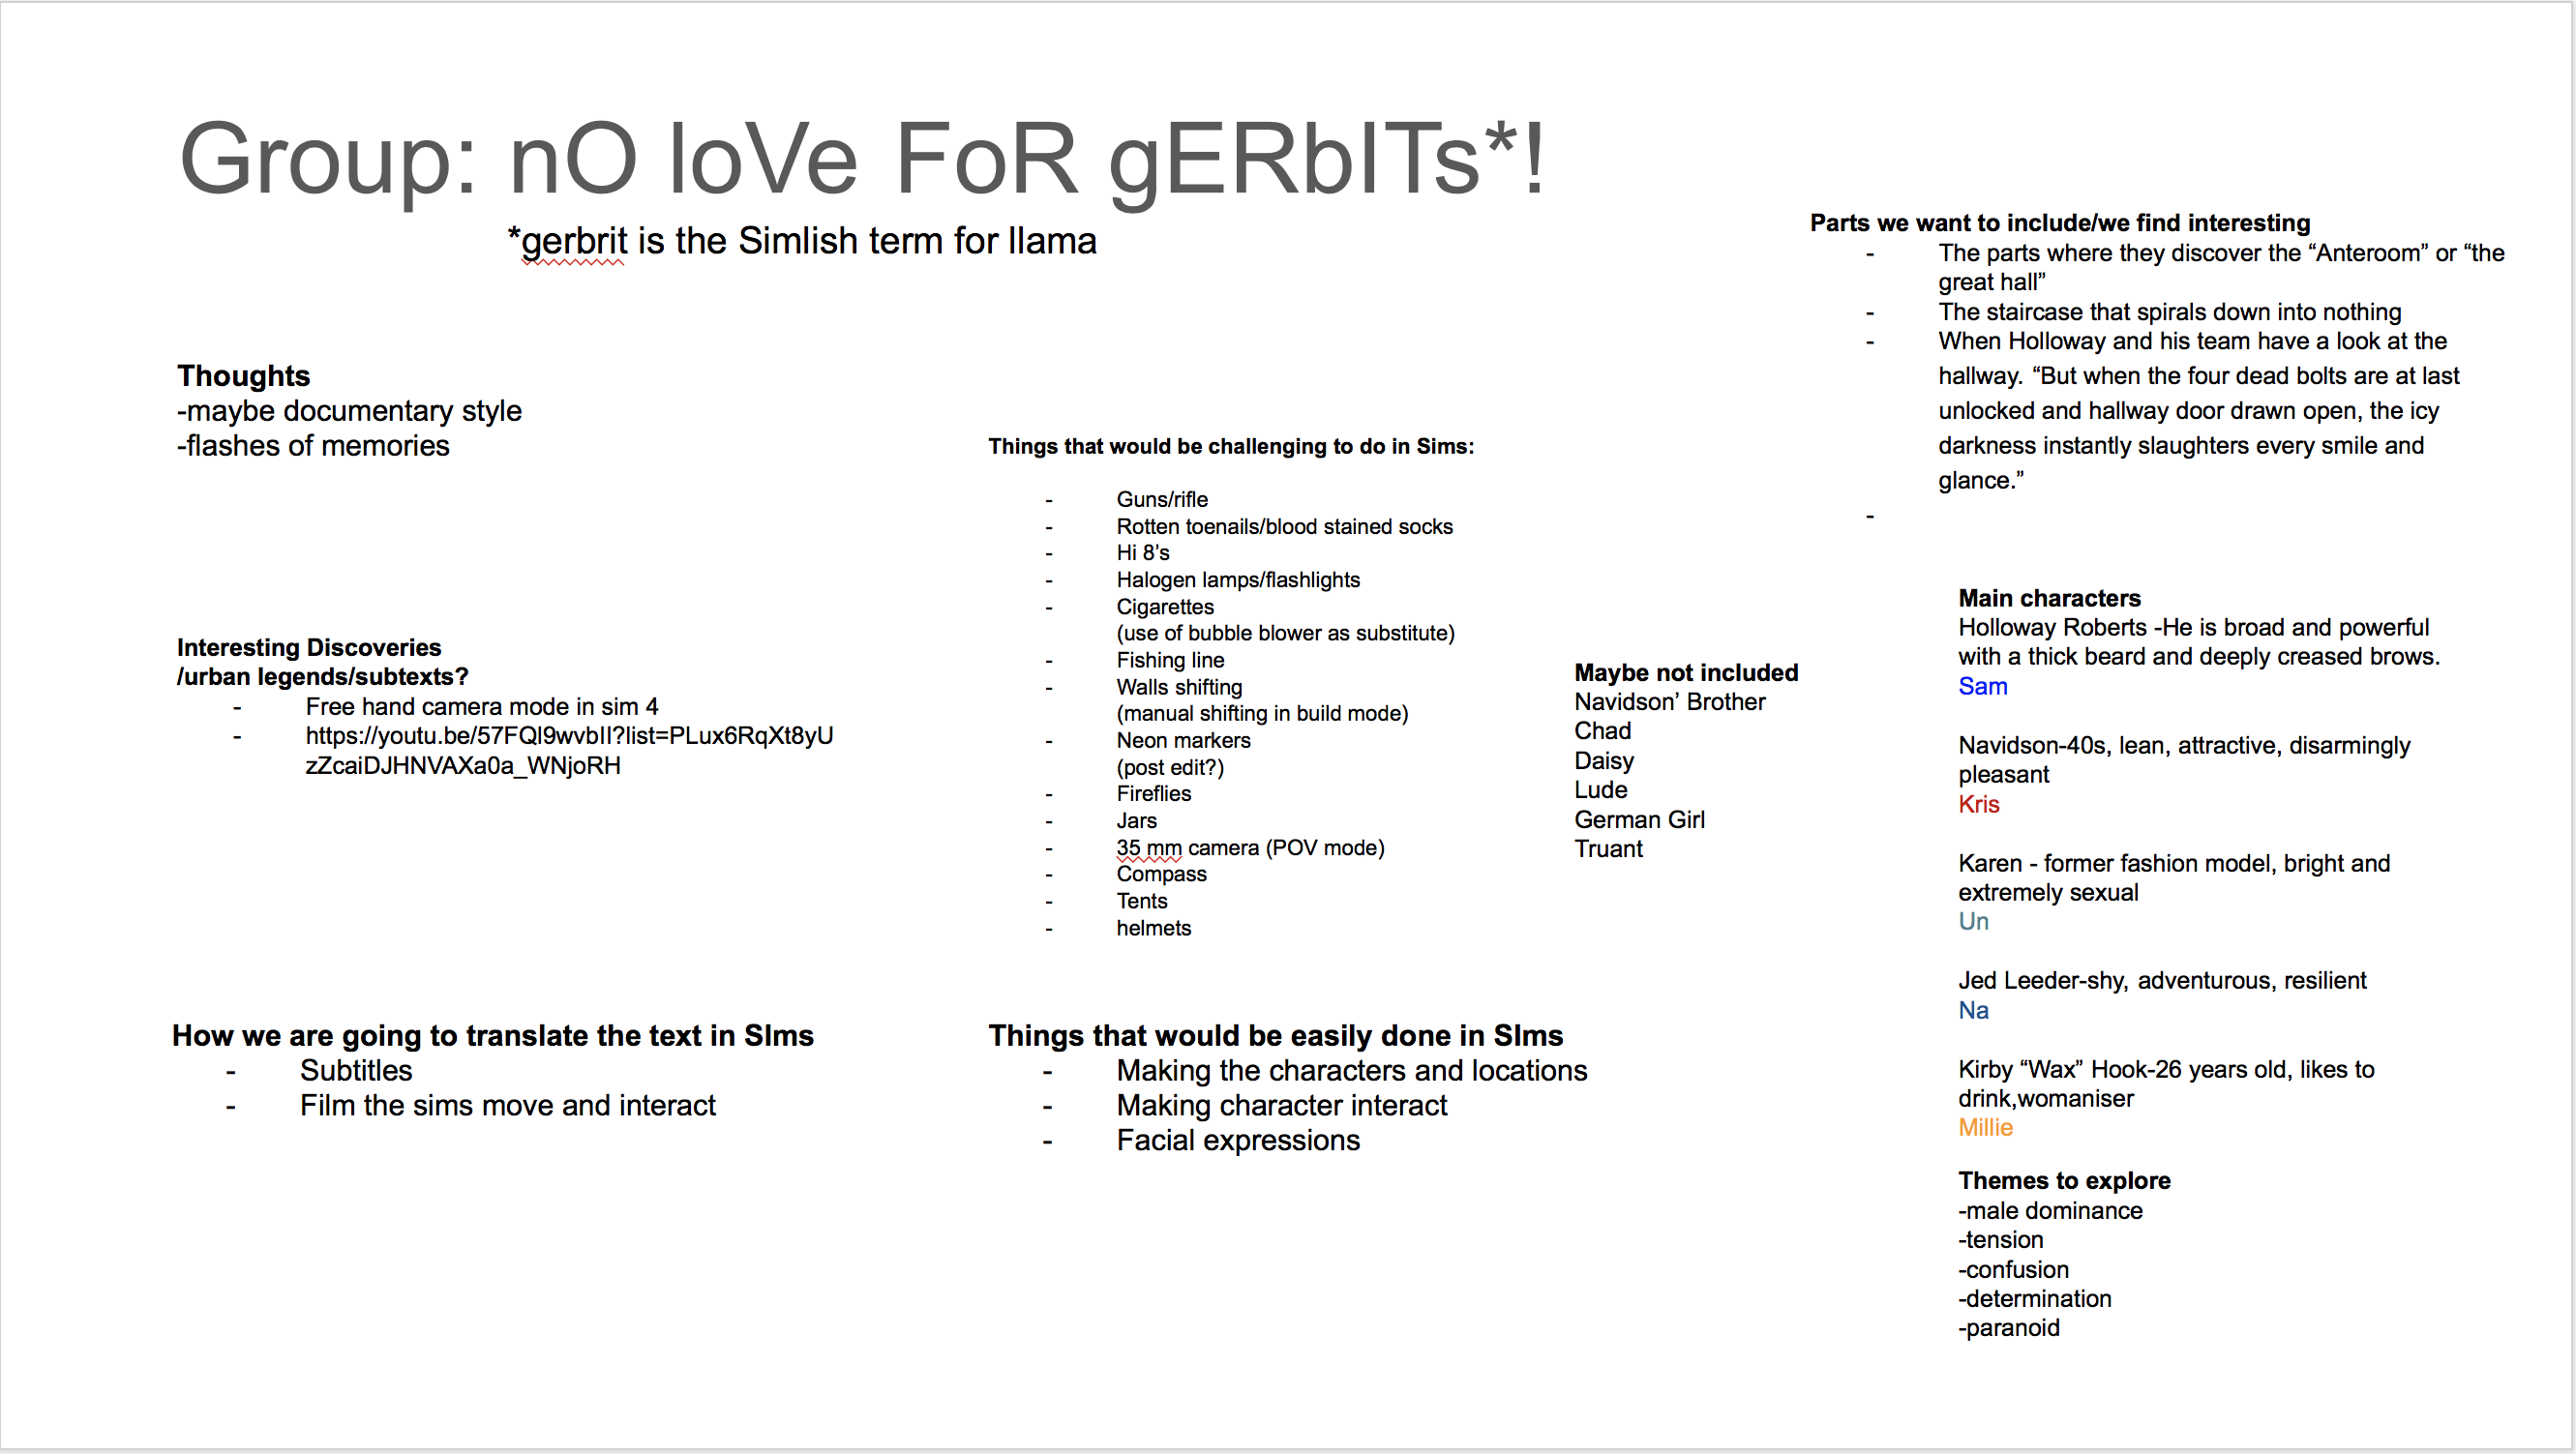 Group: nO loVe FoR gERbITs*!
*gerbrit is the Simlish term for llama
Thoughts
-maybe documentary style
-flashes of memories
Interesting Discoveries
/urban legends/subtexts?
- Free hand camera mode in sim 4
- https://youtu.be/57FQl9wvbII?list=PLux6RqXt8yU
zZcaiDJHNVAXa0a_WNjoRH
How we are going to translate the text in SIms
- Subtitles
- Film the sims move and interact
Things that would be challenging to do in Sims:
- Guns/rifle
- Rotten toenails/blood stained socks
- Hi 8’s
- Halogen lamps/flashlights
- Cigarettes
(use of bubble blower as substitute)
- Fishing line
- Walls shifting
(manual shifting in build mode)
- Neon markers
(post edit?)
- Fireflies
- Jars
- 35 mm camera (POV mode)
- Compass
- Tents
- helmets
Things that would be easily done in SIms
- Making the characters and locations
- Making character interact
- Facial expressions
Maybe not included
Navidson’ Brother
Chad
Daisy
Lude
German Girl
Truant
Parts we want to include/we find interesting
- The parts where they discover the “Anteroom” or “the
great hall”
- The staircase that spirals down into nothing
- When Holloway and his team have a look at the
hallway. “But when the four dead bolts are at last
unlocked and hallway door drawn open, the icy
darkness instantly slaughters every smile and
glance.”
-
Main characters
Holloway Roberts -He is broad and powerful
with a thick beard and deeply creased brows.
Sam
Navidson-40s, lean, attractive, disarmingly
pleasant
Kris
Karen - former fashion model, bright and
extremely sexual
Un
Jed Leeder-shy, adventurous, resilient
Na
Kirby “Wax” Hook-26 years old, likes to
drink,womaniser
Millie
Themes to explore
-male dominance
-tension
-confusion
-determination
-paranoid